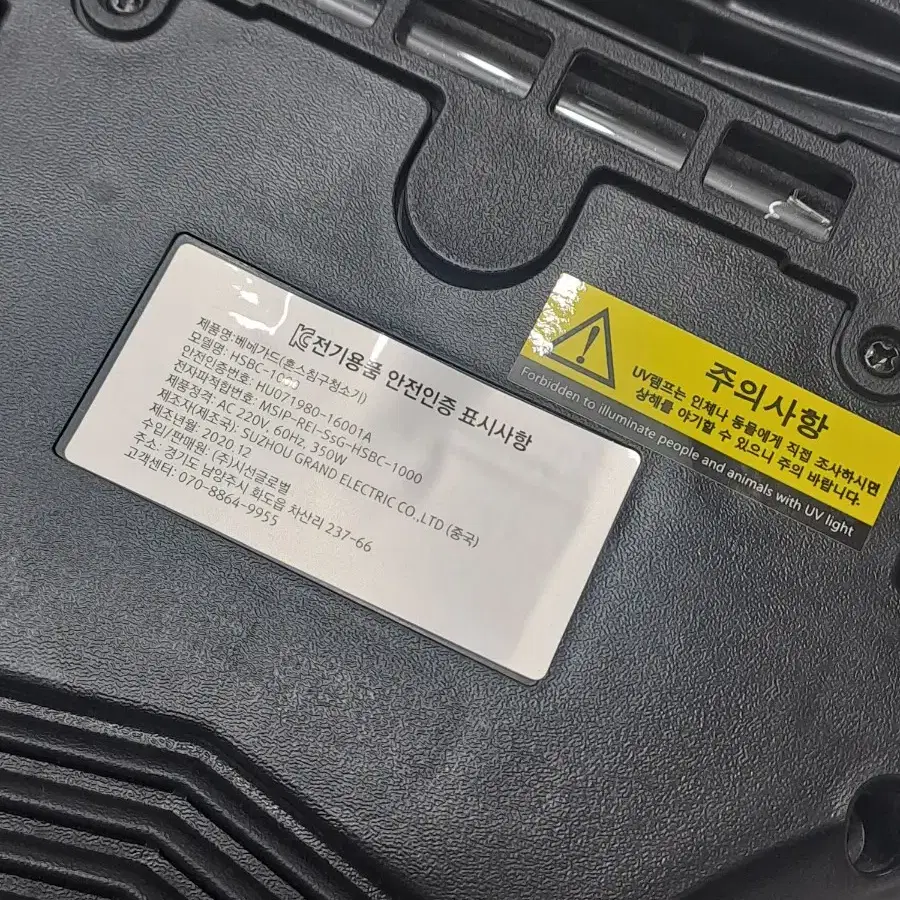 전기용품 안전인증 표시사항
제품명:베베가드(훈스침구청소기)
모델명: HSBC-1000
안전인증번호: HU071980-16001A
전자파적합번호: MSIP-REI-SSG-HSBC-1000
제품정격: AC 220V, 60Hz, 350W
제조자(제조국): SUZHOU GRAND ELECTRIC CO.,LTD (중국)
제조년월: 2020.12
수입/판매원: (주)시선글로벌
주소: 경기도 남양주시 화도읍 차산리 237-66
고객센터: 070-8864-9955
주의사항
UV램프는 인체나 동물에게 직접 조사하시면
상해를 야기할 수 있으니 주의 바랍니다.
Forbidden to illuminate people and animals with UV light